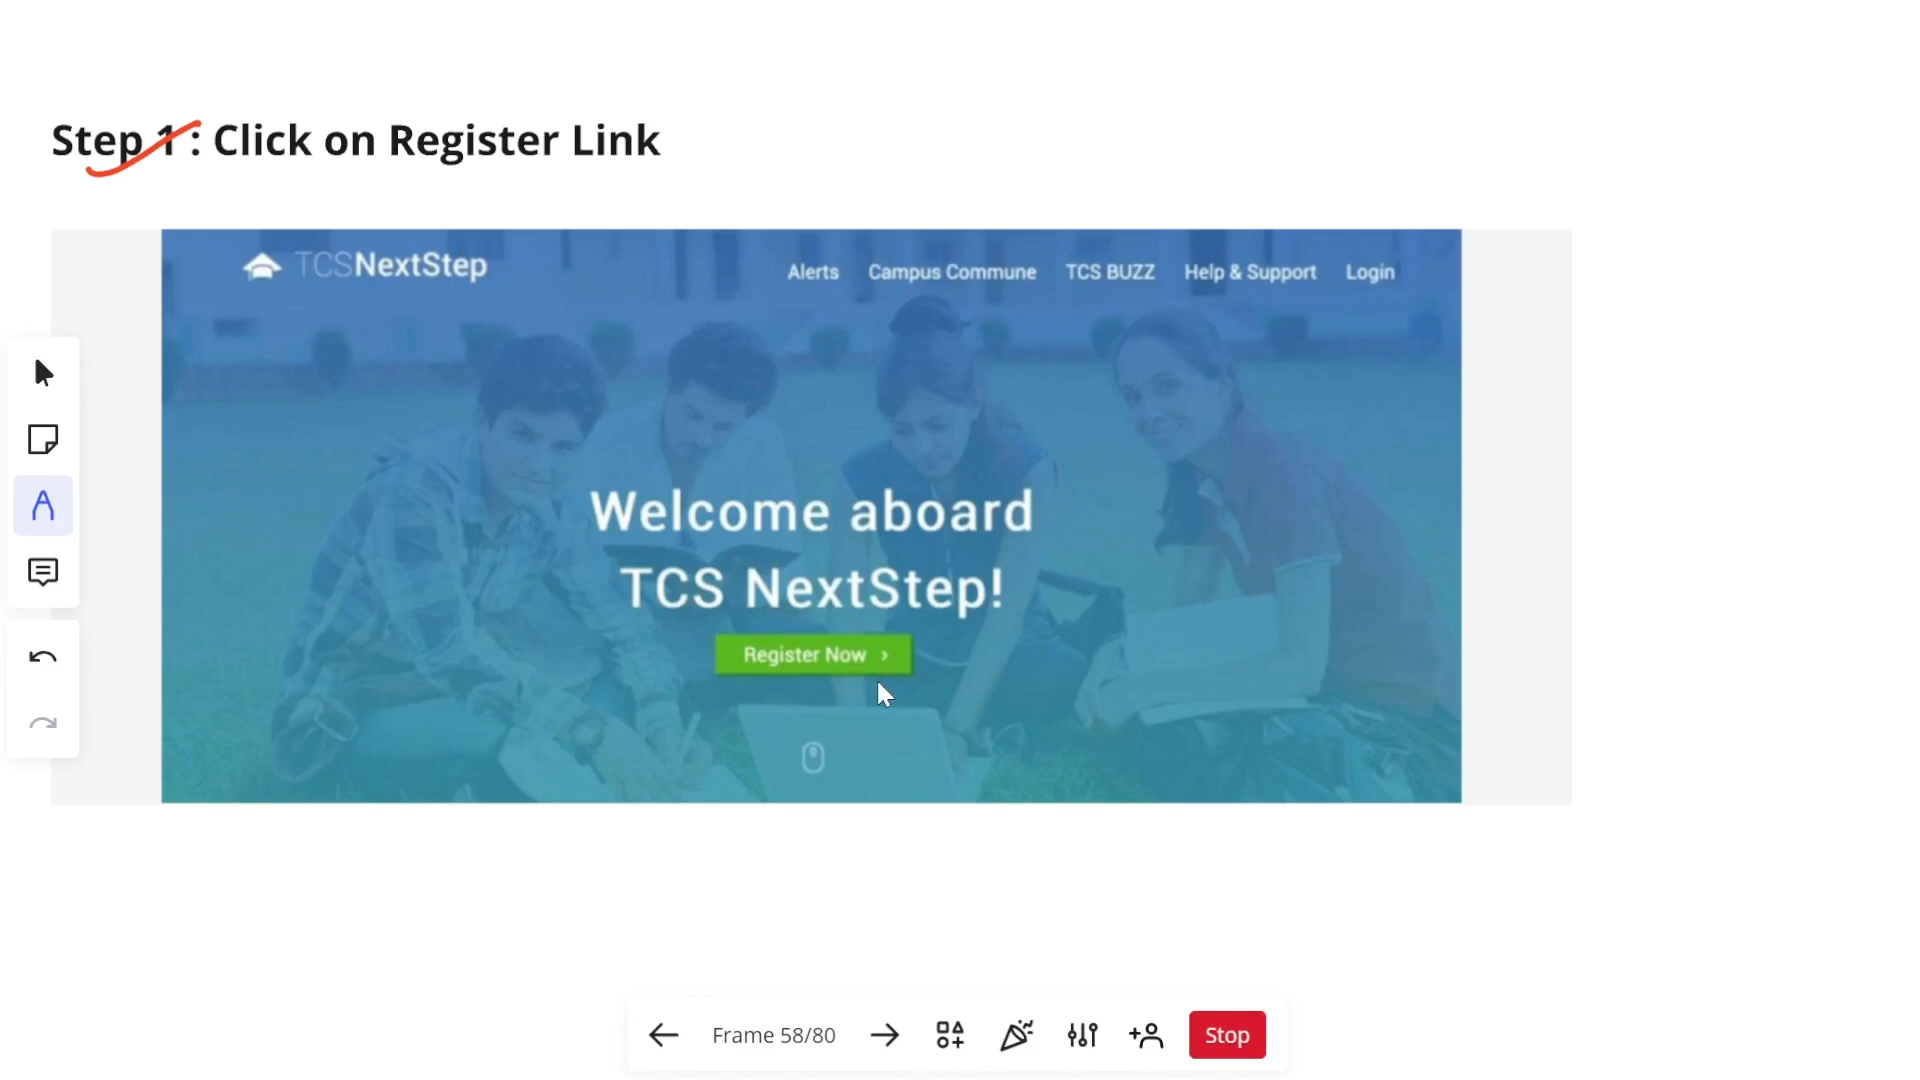 Step 1 : Click on Register Link
TCSNextStep
Alerts Campus Commune TCS BUZZ Help & Support Login
Welcome aboard
TCS NextStep!
Register Now ›
Frame 58/80
Stop